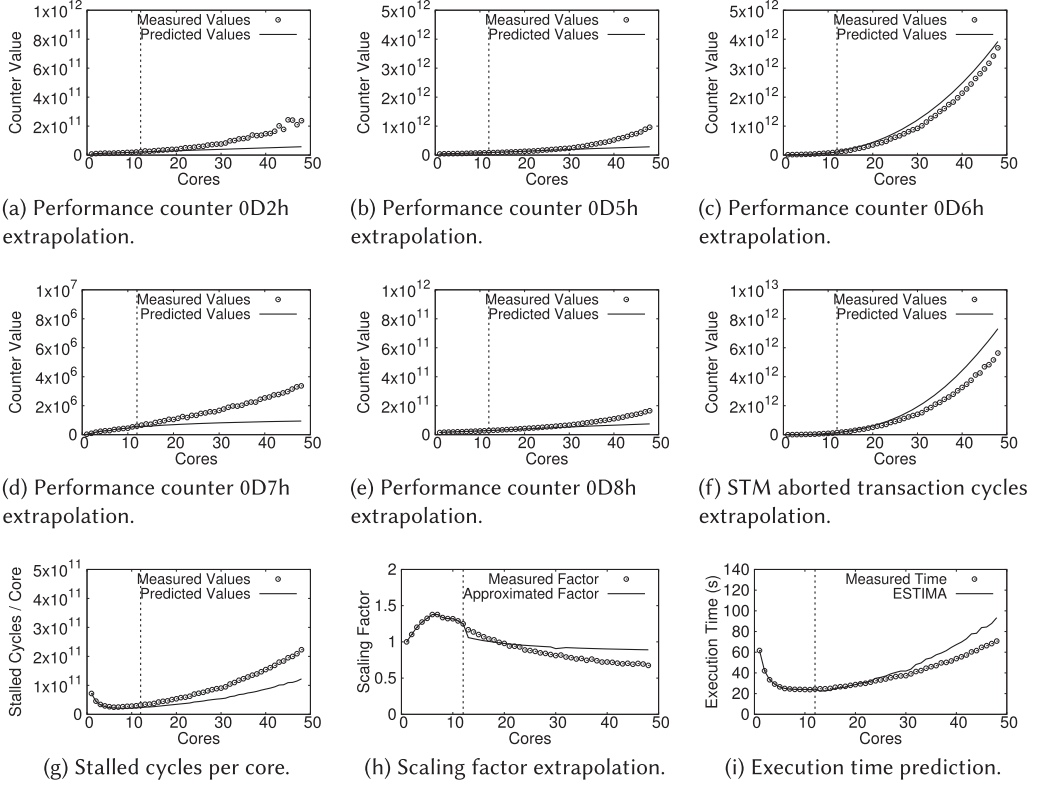 1x10^12
8x10^11
6x10^11
4x10^11
2x10^11
0
Counter Value
Measured Values
Predicted Values
0 10 20 30 40 50
Cores
(a) Performance counter 0D2h
extrapolation.
5x10^12
4x10^12
3x10^12
2x10^12
1x10^12
0
Counter Value
Measured Values
Predicted Values
0 10 20 30 40 50
Cores
(b) Performance counter 0D5h
extrapolation.
5x10^12
4x10^12
3x10^12
2x10^12
1x10^12
0
Counter Value
Measured Values
Predicted Values
0 10 20 30 40 50
Cores
(c) Performance counter 0D6h
extrapolation.
1x10^7
8x10^6
6x10^6
4x10^6
2x10^6
0
Counter Value
Measured Values
Predicted Values
0 10 20 30 40 50
Cores
(d) Performance counter 0D7h
extrapolation.
1x10^12
8x10^11
6x10^11
4x10^11
2x10^11
0
Counter Value
Measured Values
Predicted Values
0 10 20 30 40 50
Cores
(e) Performance counter 0D8h
extrapolation.
1x10^13
8x10^12
6x10^12
4x10^12
2x10^12
0
Counter Value
Measured Values
Predicted Values
0 10 20 30 40 50
Cores
(f) STM aborted transaction cycles
extrapolation.
5x10^11
4x10^11
3x10^11
2x10^11
1x10^11
0
Stalled Cycles / Core
Measured Values
Predicted Values
0 10 20 30 40 50
Cores
(g) Stalled cycles per core.
2
1.5
1
0.5
0
Scaling Factor
Measured Factor
Approximated Factor
0 10 20 30 40 50
Cores
(h) Scaling factor extrapolation.
140
120
100
80
60
40
20
0
Execution Time (s)
Measured Time
ESTIMA
0 10 20 30 40 50
Cores
(i) Execution time prediction.